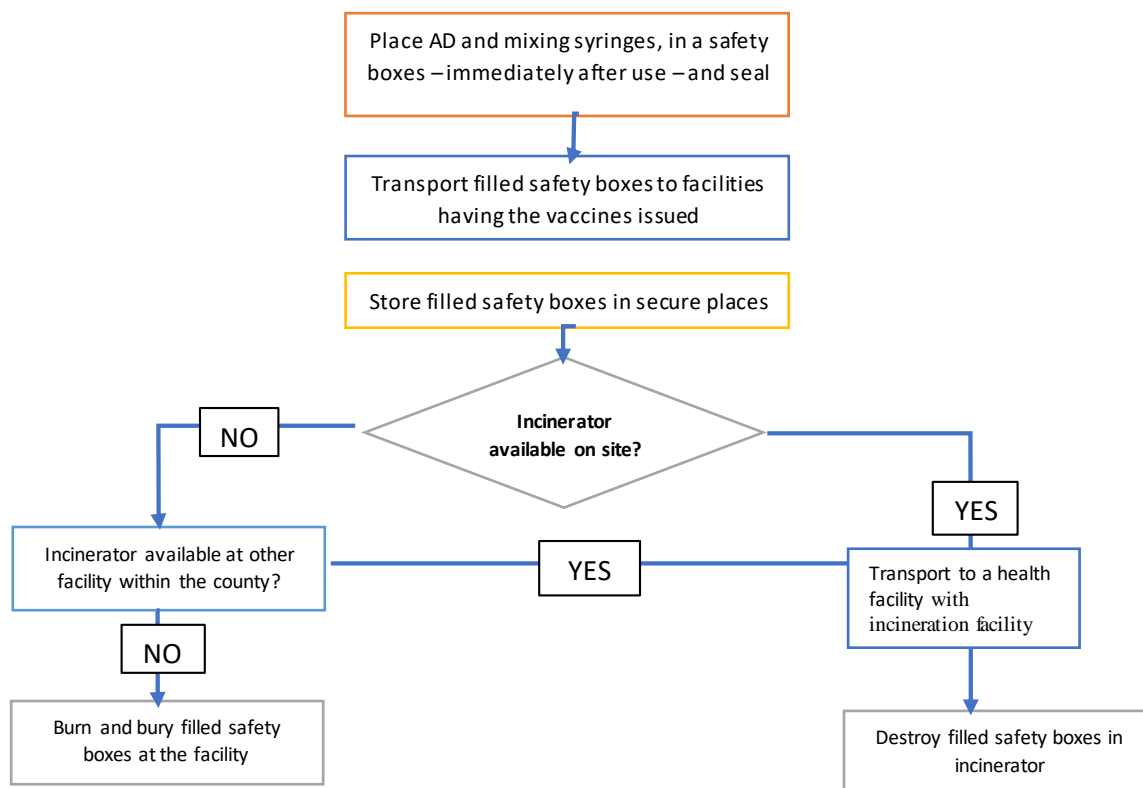 Place AD and mixing syringes, in a safety
boxes – immediately after use – and seal
Transport filled safety boxes to facilities
having the vaccines issued
Store filled safety boxes in secure places
Incinerator
available on site?
NO
YES
Incinerator available at other
facility within the county?
YES
Transport to a health
facility with
incineration facility
NO
Burn and bury filled safety
boxes at the facility
Destroy filled safety boxes in
incinerator